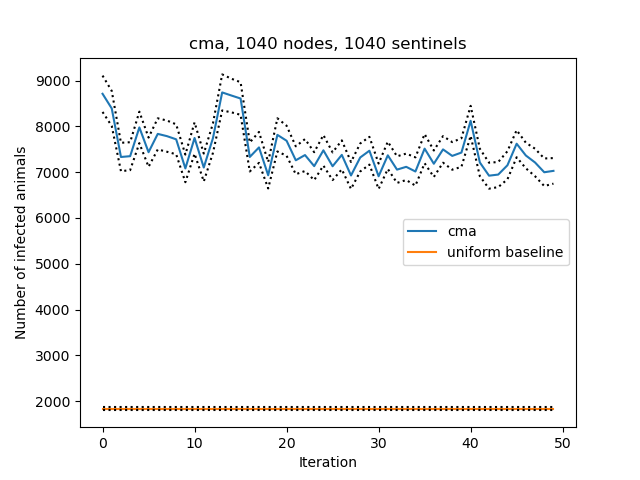 cma, 1040 nodes, 1040 sentinels
Number of infected animals
9000
8000
7000
6000
5000
4000
3000
2000
cma
uniform baseline
0 10 20 30 40 50
Iteration